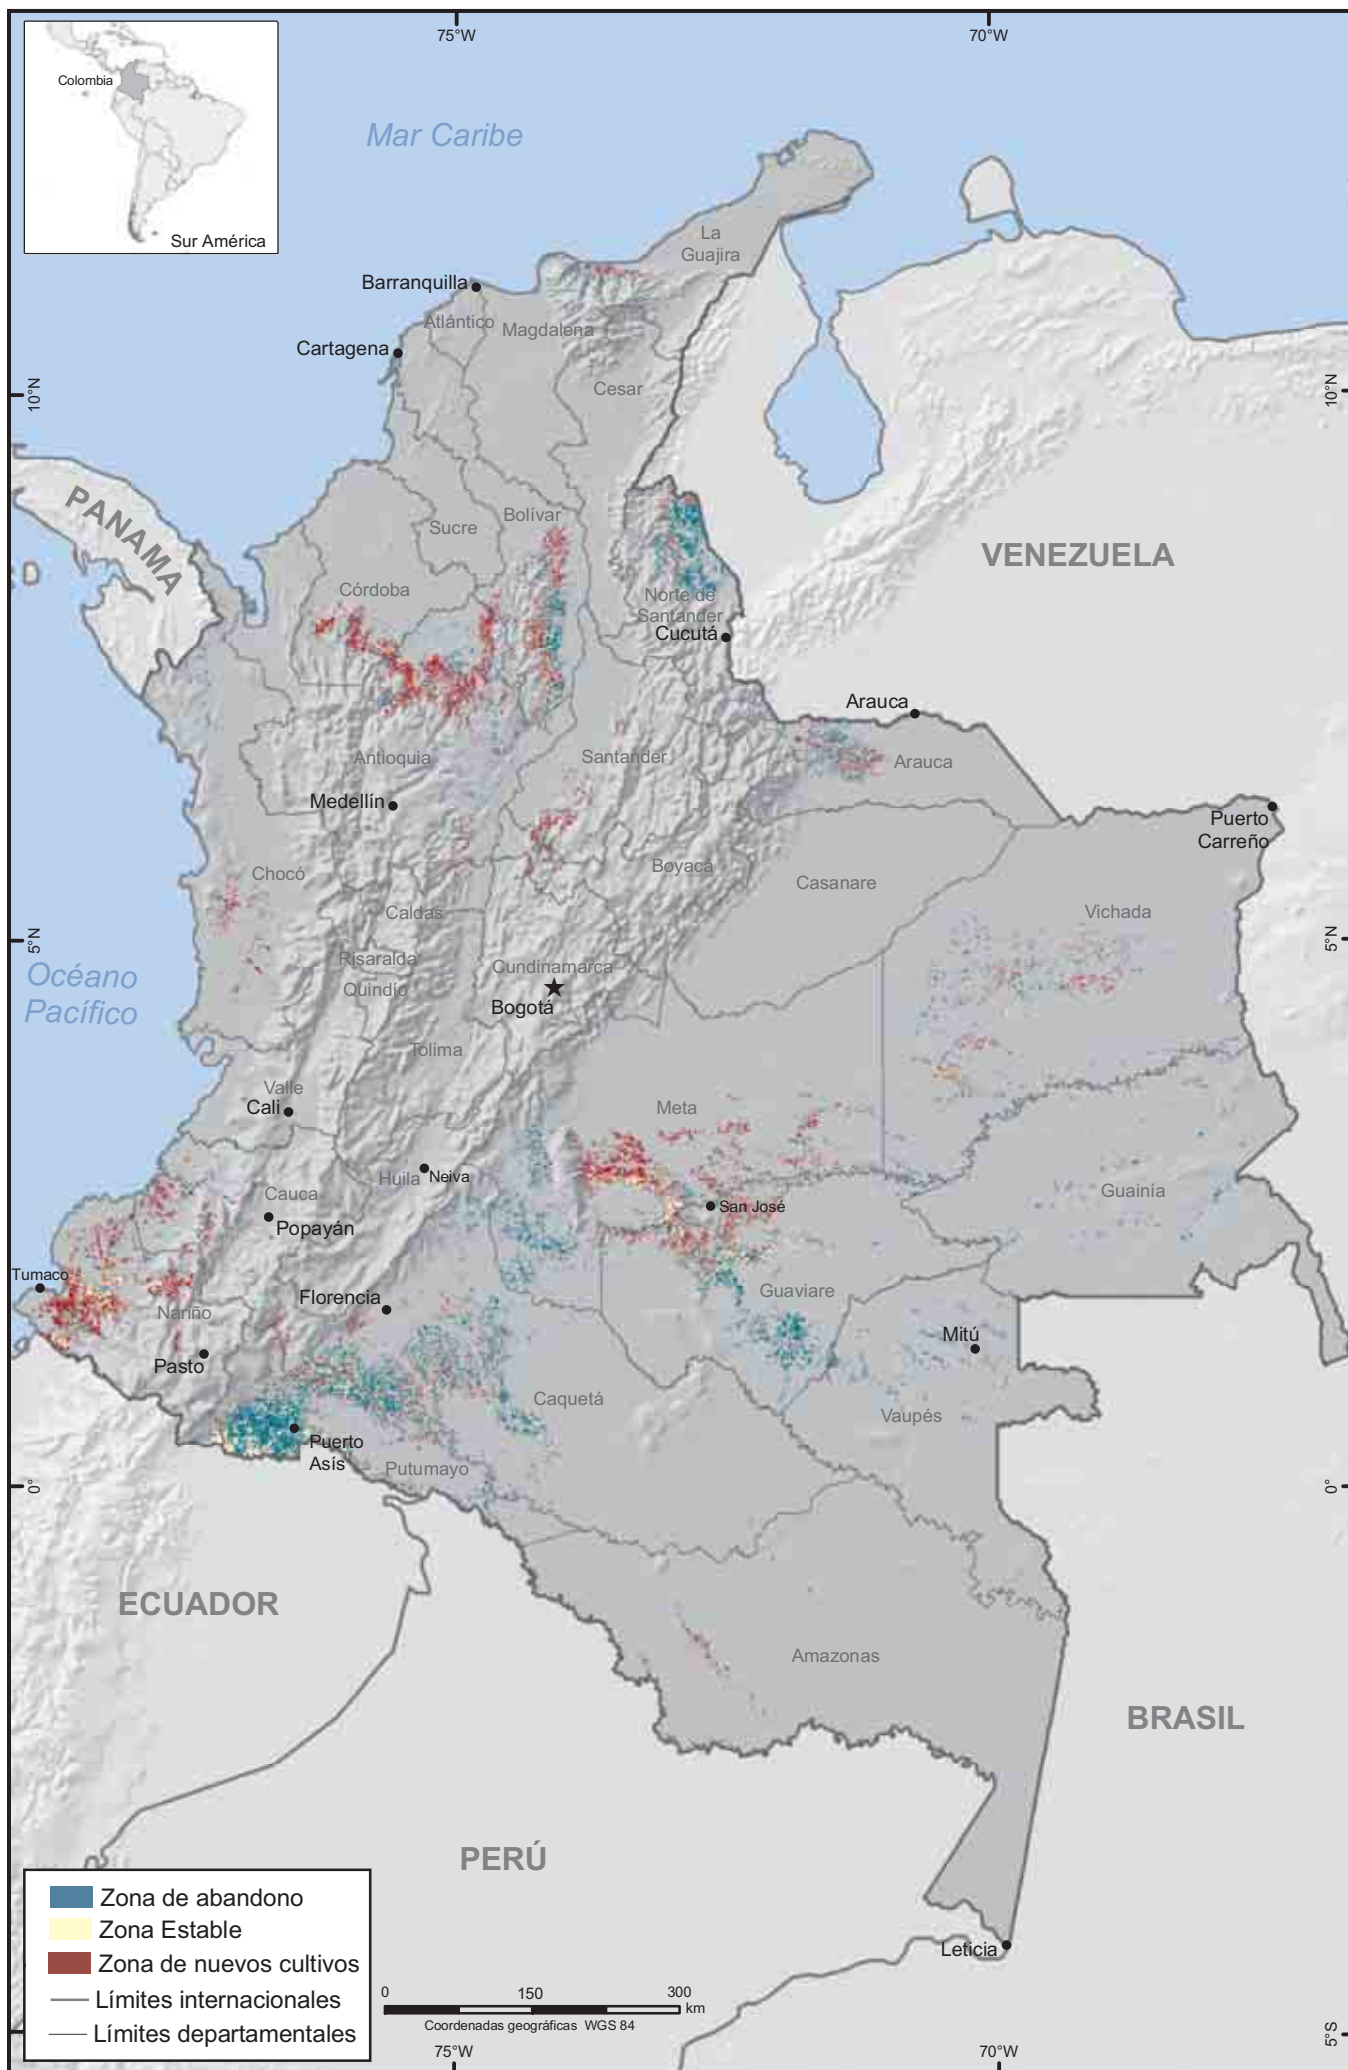 75°W
70°W
Colombia
Sur América
Mar Caribe
La
Guajira
Barranquilla
Atlántico
Magdalena
Cartagena
Cesar
10°N
10°N
PANAMA
Sucre
Bolívar
VENEZUELA
Córdoba
Norte de
Santander
Cucutá
Arauca
Antioquia
Santander
Arauca
Medellín
Puerto
Carreño
Chocó
Boyacá
Casanare
Caldas
Vichada
5°N
5°N
Risaralda
Cundinamarca
Océano
Pacífico
Quindío
Bogotá
Tolima
Valle
Cali
Meta
Huila
Neiva
Cauca
Guainía
Popayán
San José
Tumaco
Nariño
Florencia
Guaviare
Mitú
Pasto
Caquetá
Vaupés
Puerto
Asís
Putumayo
0°
0°
ECUADOR
Amazonas
BRASIL
PERÚ
Leticia
Zona de abandono
Zona Estable
Zona de nuevos cultivos
Límites internacionales
Límites departamentales
0 150 300
km
Coordenadas geográficas WGS 84
5°S
75°W
70°W